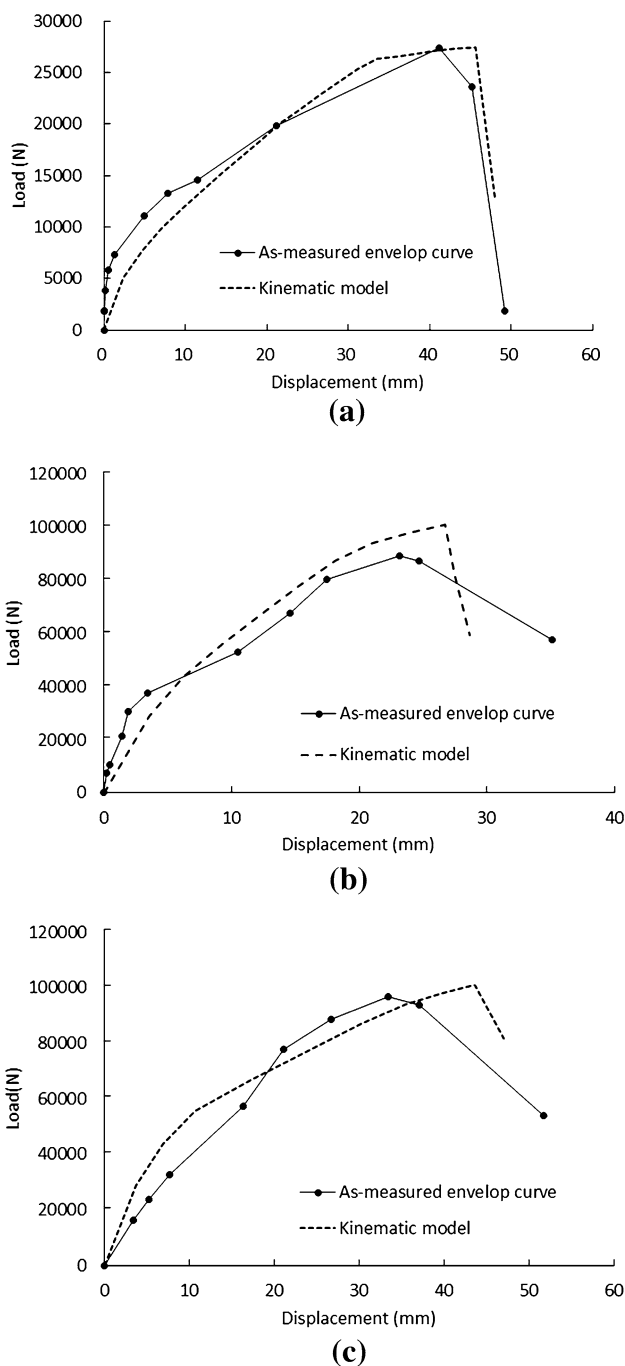 30000
25000
20000
15000
10000
5000
0
Load (N)
As-measured envelop curve
Kinematic model
0 10 20 30 40 50 60
Displacement (mm)
(a)
120000
100000
80000
60000
40000
20000
0
Load (N)
As-measured envelop curve
Kinematic model
0 10 20 30 40
Displacement (mm)
(b)
120000
100000
80000
60000
40000
20000
0
Load(N)
As-measured envelop curve
Kinematic model
0 10 20 30 40 50 60
Displacement (mm)
(c)